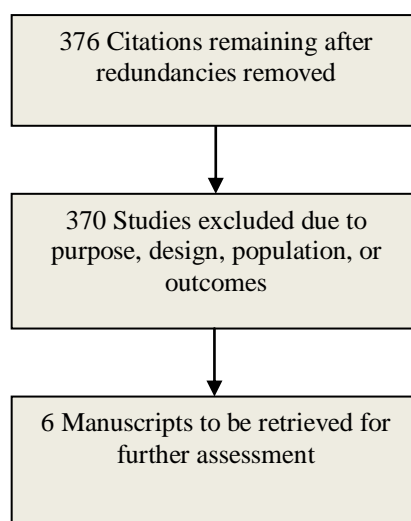 376 Citations remaining after
redundancies removed
370 Studies excluded due to
purpose, design, population, or
outcomes
6 Manuscripts to be retrieved for
further assessment